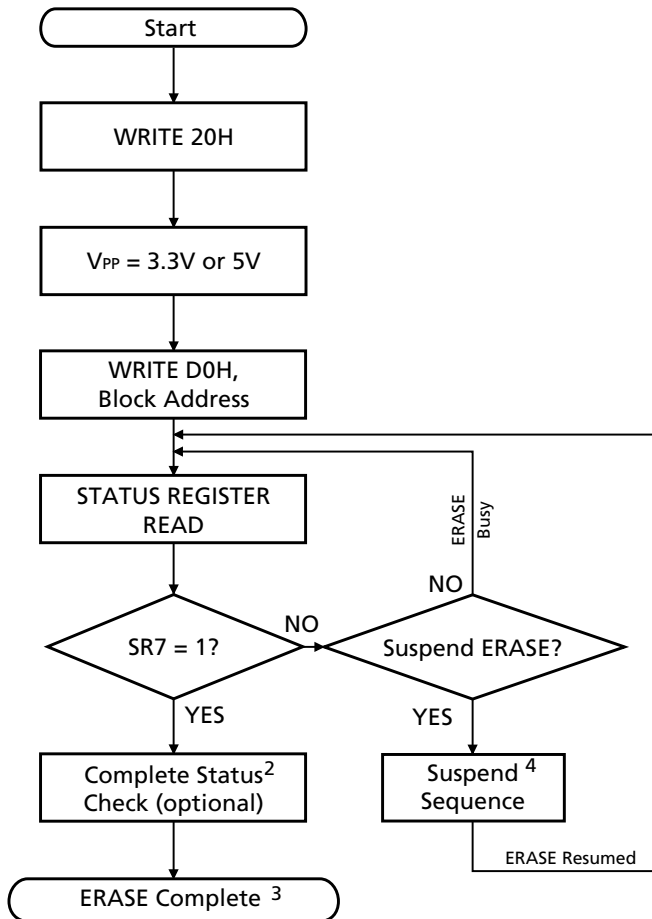 Start
WRITE 20H
VPP = 3.3V or 5V
WRITE D0H,
Block Address
STATUS REGISTER
READ
ERASE
Busy
NO
SR7 = 1?
NO
Suspend ERASE?
YES
YES
Complete Status2
Check (optional)
Suspend 4
Sequence
ERASE Resumed
ERASE Complete 3